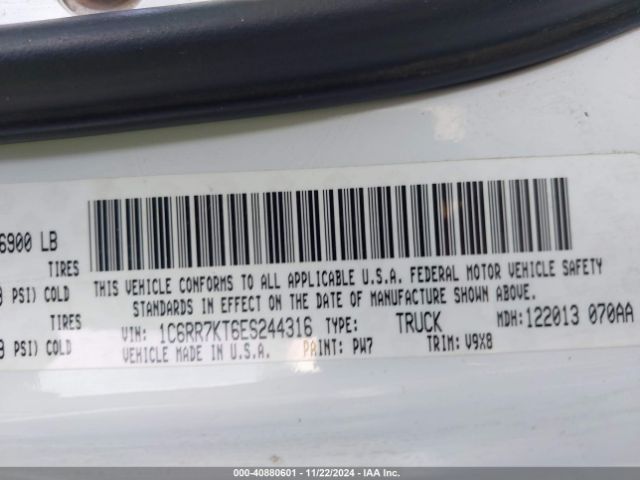 6900 LB
TIRES
PSI) COLD
PSI) COLD
THIS VEHICLE CONFORMS TO ALL APPLICABLE U.S.A. FEDERAL MOTOR VEHICLE SAFETY
STANDARDS IN EFFECT ON THE DATE OF MANUFACTURE SHOWN ABOVE.
VIN: 1C6RR7KT6ES244316 TYPE: TRUCK MDH: 122013 070AA
VEHICLE MADE IN U.S.A. PAINT: PW7 TRIM: V9X8
000-40880601 - 11/22/2024 - IAA Inc.